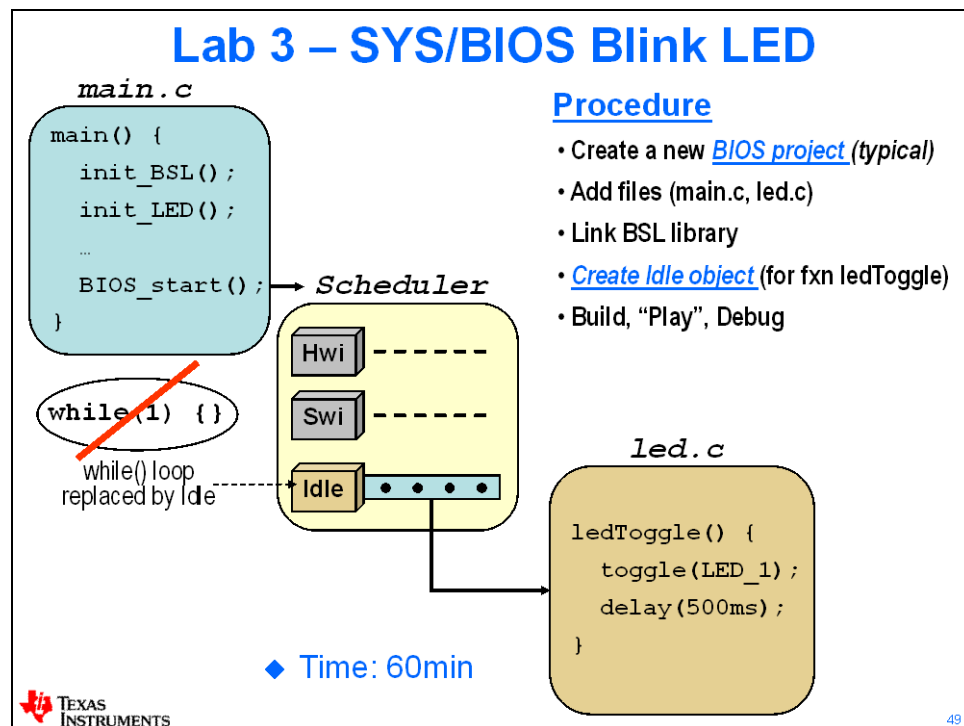 Lab 3 – SYS/BIOS Blink LED
main.c
main() {
init_BSL();
init_LED();
...
BIOS_start();
}
while(1) {}
while() loop
replaced by Idle
Scheduler
Hwi
Swi
Idle
Procedure
• Create a new BIOS project (typical)
• Add files (main.c, led.c)
• Link BSL library
• Create Idle object (for fxn ledToggle)
• Build, “Play”, Debug
led.c
ledToggle() {
toggle(LED_1);
delay(500ms);
}
◆ Time: 60min
TEXAS
INSTRUMENTS
49